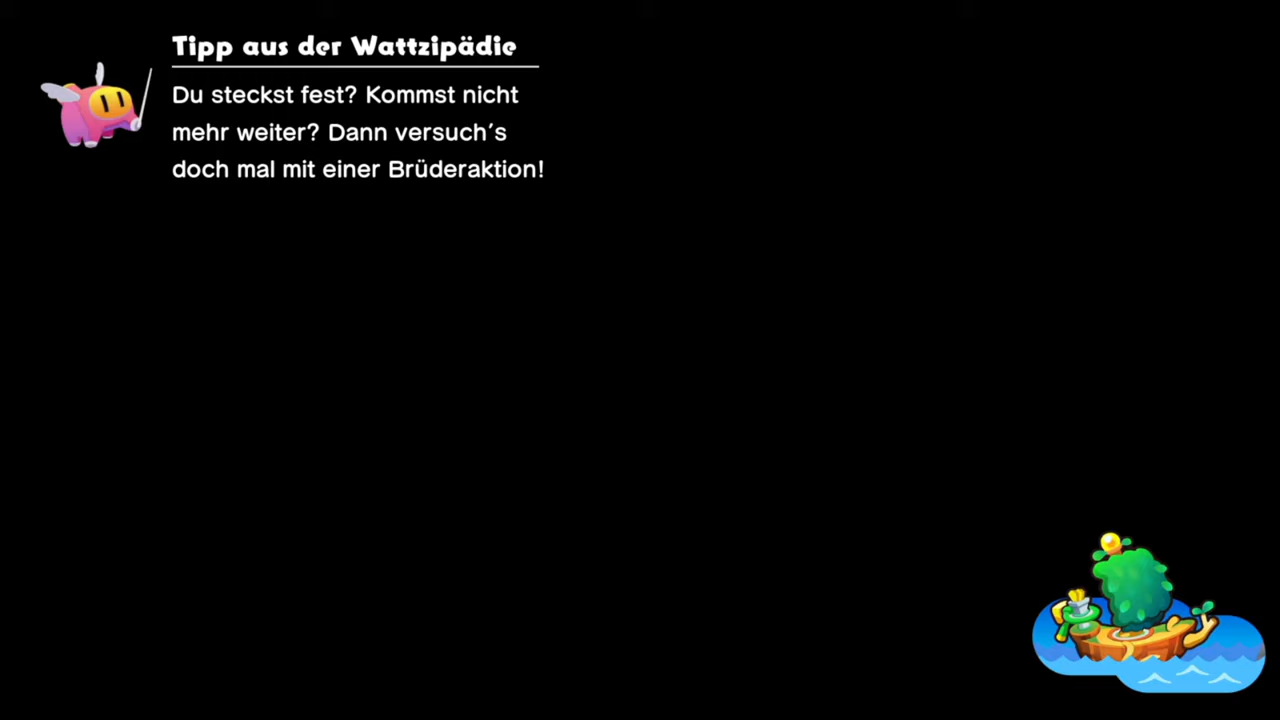 Tipp aus der Wattzipädie
Du steckst fest? Kommst nicht
mehr weiter? Dann versuch´s
doch mal mit einer Brüderaktion!